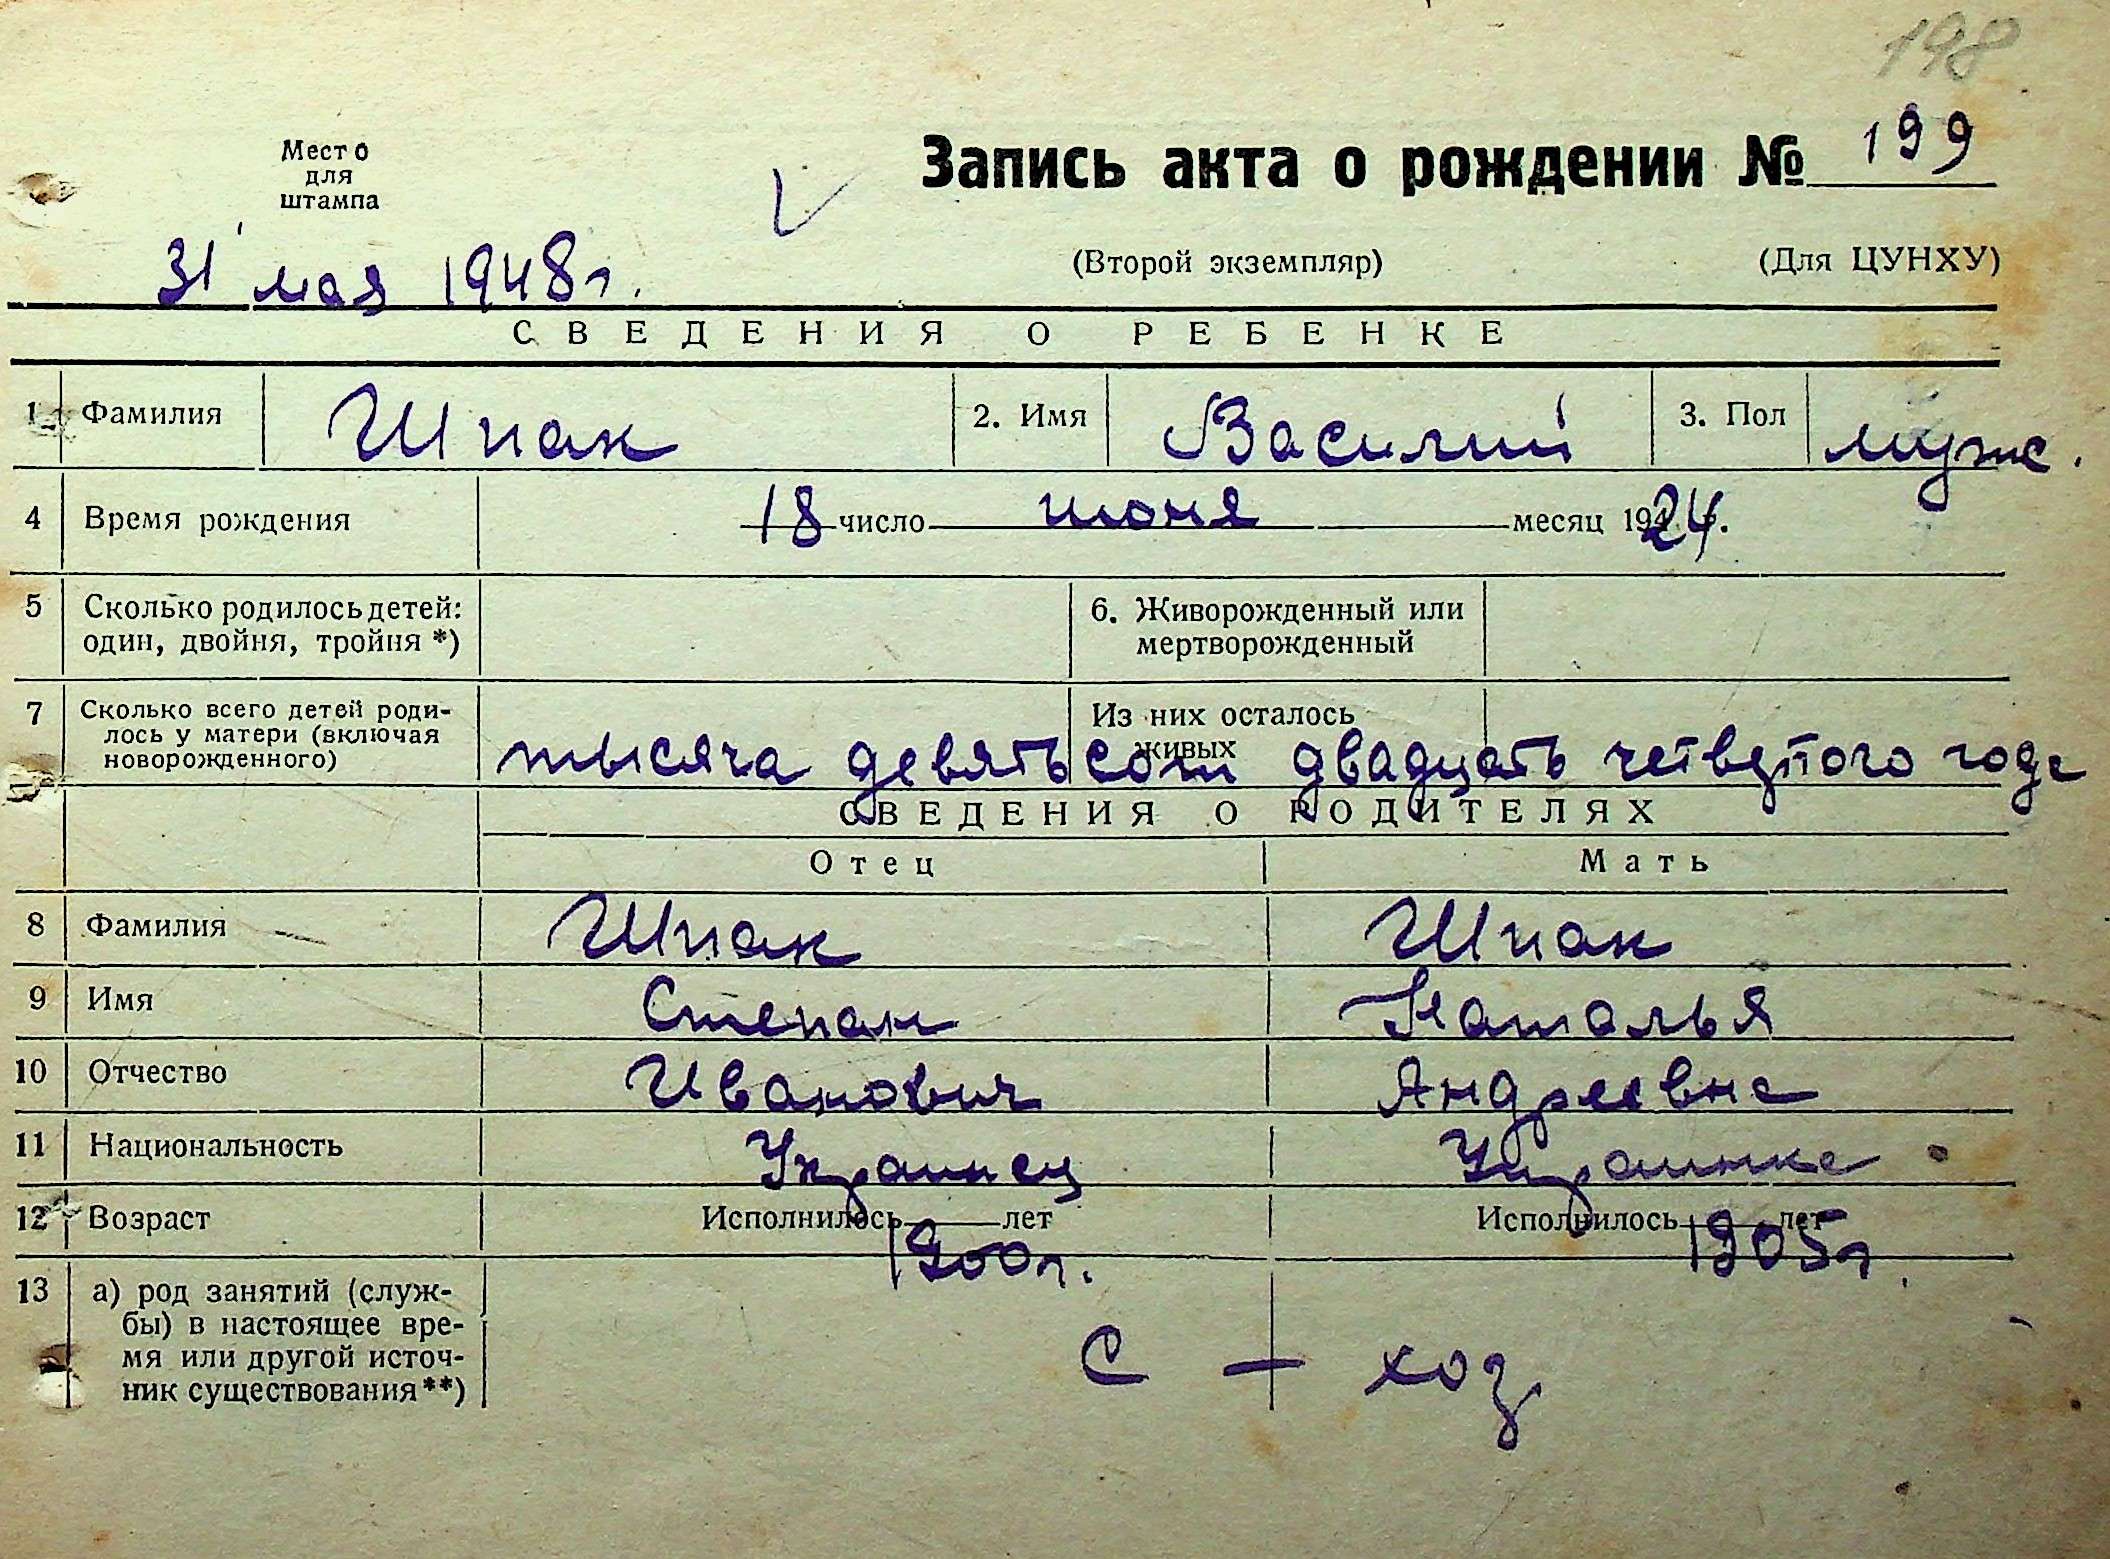 198
Место
для
штампа
Запись акта о рождении № 199
31 мая 1948 г.
(Второй экземпляр) (Для ЦУНХУ)
СВЕДЕНИЯ О РЕБЕНКЕ
1 Фамилия Шпак 2. Имя Василий 3. Пол муж.
4 Время рождения 18 число июня месяц 1924 г.
5 Сколько родилось детей: 6. Живорожденный или
один, двойня, тройня *) мертворожденный
7 Сколько всего детей роди- Из них осталось
лось у матери (включая живых
новорожденного)
тысяча девятьсот двадцать четвертого года
СВЕДЕНИЯ О РОДИТЕЛЯХ
Отец Мать
8 Фамилия Шпак Шпак
9 Имя Степан Наталья
10 Отчество Иванович Андреевна
11 Национальность Украинец Украинка
12 Возраст Исполнилось лет Исполнилось лет
1900 г. 1905 г.
13 а) род занятий (служ-
бы) в настоящее вре-
мя или другой источ-
ник существования **)
с — хоз